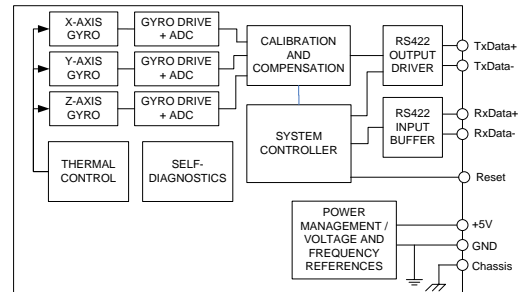 X-AXIS
GYRO
GYRO DRIVE
+ ADC
Y-AXIS
GYRO
GYRO DRIVE
+ ADC
Z-AXIS
GYRO
GYRO DRIVE
+ ADC
CALIBRATION
AND
COMPENSATION
RS422
OUTPUT
DRIVER
TxData+
TxData-
RS422
INPUT
BUFFER
RxData+
RxData-
THERMAL
CONTROL
SELF-
DIAGNOSTICS
SYSTEM
CONTROLLER
Reset
POWER
MANAGEMENT /
VOLTAGE AND
FREQUENCY
REFERENCES
+5V
GND
Chassis